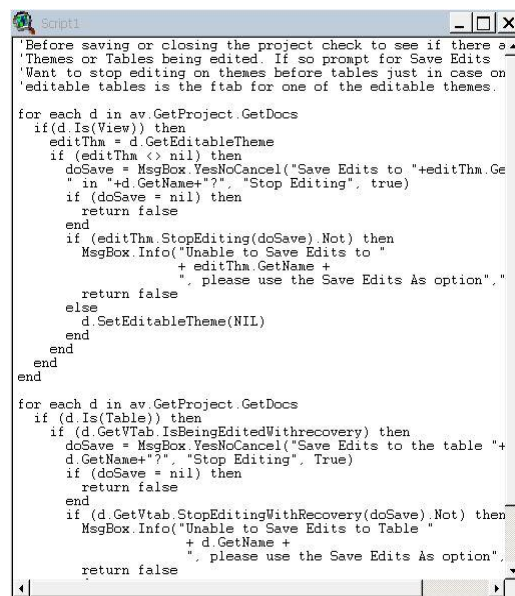 Script1
'Before saving or closing the project check to see if there a
'Themes or Tables being edited. If so prompt for Save Edits
'Want to stop editing on themes before tables just in case on
'editable tables is the ftab for one of the editable themes.
for each d in av.GetProject.GetDocs
if(d.Is(View)) then
editThm = d.GetEditableTheme
if (editThm <> nil) then
doSave = MsgBox.YesNoCancel("Save Edits to "+editThm.Ge
" in "+d.GetName+"?", "Stop Editing", true)
if (doSave = nil) then
return false
end
if (editThm.StopEditing(doSave).Not) then
MsgBox.Info("Unable to Save Edits to "
+ editThm.GetName +
", please use the Save Edits As option","
return false
else
d.SetEditableTheme(NIL)
end
end
end
end
for each d in av.GetProject.GetDocs
if (d.Is(Table)) then
if (d.GetVTab.IsBeingEditedWithrecovery) then
doSave = MsgBox.YesNoCancel("Save Edits to the table "+
d.GetName+"?", "Stop Editing", True)
if (doSave = nil) then
return false
end
if (d.GetVtab.StopEditingWithRecovery(doSave).Not) then
MsgBox.Info("Unable to Save Edits to Table "
+ d.GetName +
", please use the Save Edits As option",
return false